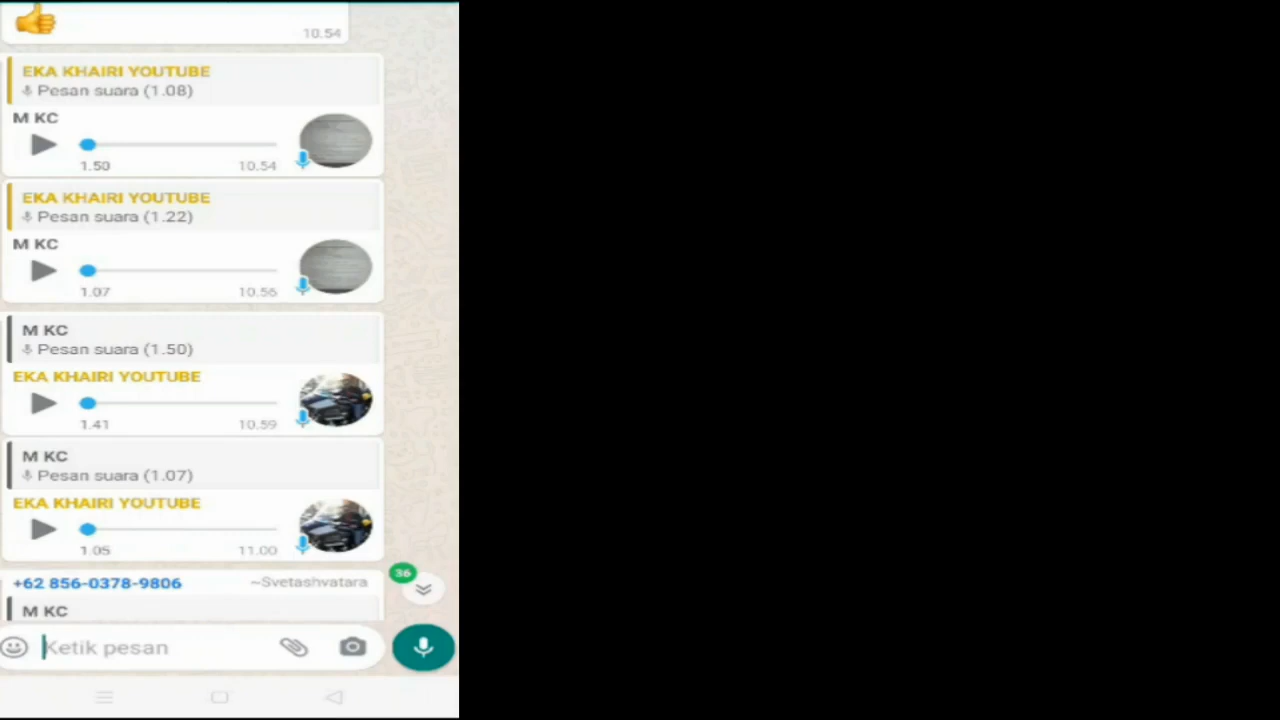 10.54
EKA KHAIRI YOUTUBE
Pesan suara (1.08)
M KC
1.50 10.54
EKA KHAIRI YOUTUBE
Pesan suara (1.22)
M KC
1.07 10.56
M KC
Pesan suara (1.50)
EKA KHAIRI YOUTUBE
1.41 10.59
M KC
Pesan suara (1.07)
EKA KHAIRI YOUTUBE
1.05 11.00
36
+62 856-0378-9806 ~Svetashvatara
M KC
Ketik pesan